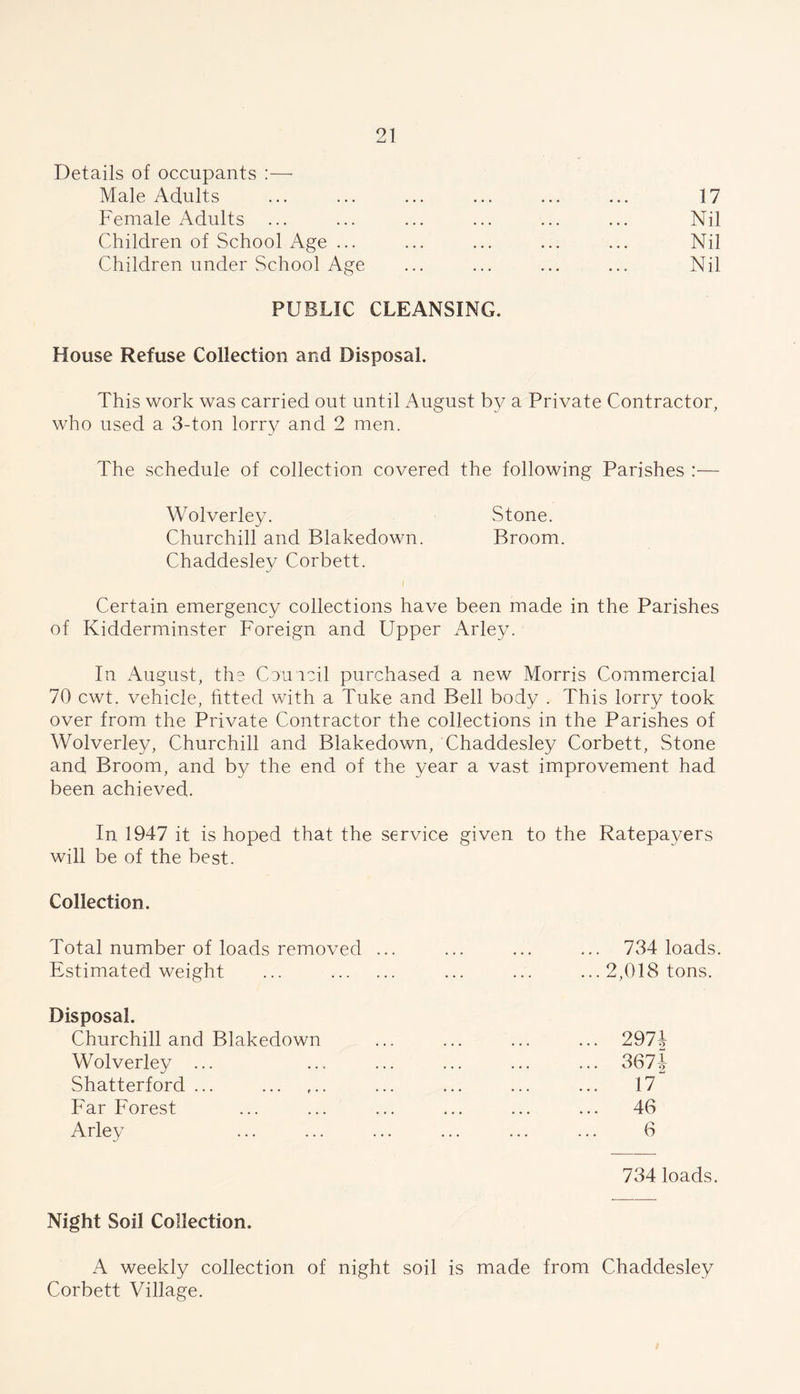 21
Details of occupants :—
Male Adults ... ... ... ... ... ... 17
Female Adults ... ... ... ... ... ... Nil
Children of School Age ... ... ... ... ... Nil
Children under School Age ... ... ... ... Nil
PUBLIC CLEANSING.
House Refuse Collection and Disposal.
This work was carried out until August by a Private Contractor,
who used a 3-ton lorry and 2 men.
The schedule of collection covered the following Parishes :—
Wolverley. Stone.
Churchill and Blakedown. Broom.
Chaddesley Corbett.
Certain emergency collections have been made in the Parishes
of Kidderminster Foreign and Upper Arley.
In August, the Council purchased a new Morris Commercial
70 cwt. vehicle, fitted with a Tuke and Bell body . This lorry took
over from the Private Contractor the collections in the Parishes of
Wolverley, Churchill and Blakedown, Chaddesley Corbett, Stone
and Broom, and by the end of the year a vast improvement had
been achieved.
In 1947 it is hoped that the service given to the Ratepayers
will be of the best.
Collection.
Total number of loads removed ... ... ... ... 734 loads.
Estimated weight ... ... ... ... ... ... 2,018 tons.
Disposal.
Churchill and Blakedown ... ... ... ... 297½
Wolverley ... ... ... ... ... ... 367½
Shatterford ... ... ... ... ... ... ... 17
Far Forest ... ... ... ... ... ... 46
Arley ... ... ... ... ... ... 6
734 loads.
Night Soil Collection.
A weekly collection of night soil is made from Chaddesley
Corbett Village.